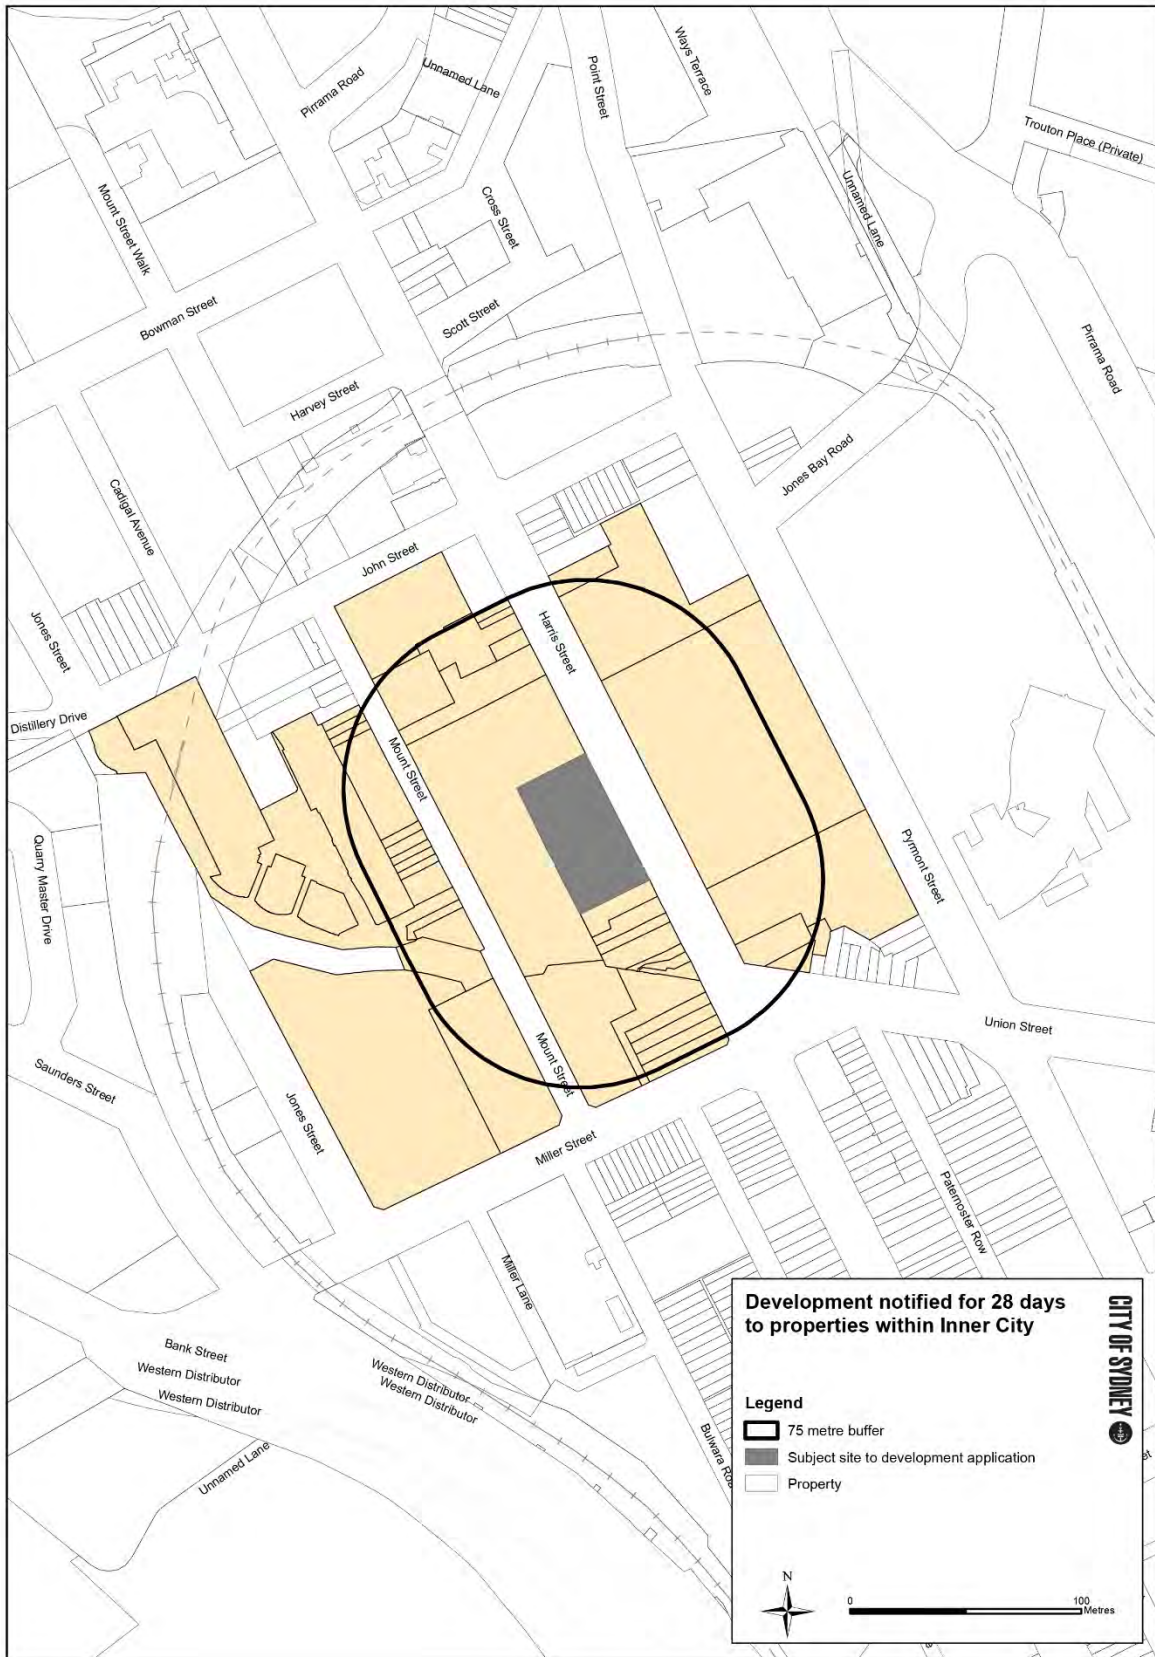 Pirrama Road
Unnamed Lane
Point Street
Ways Terrace
Trouton Place (Private)
Mount Street Walk
Cross Street
Unnamed Lane
Bowman Street
Scott Street
Pirrama Road
Harvey Street
Jones Bay Road
Cadigal Avenue
John Street
Jones Street
Harris Street
Distillery Drive
Mount Street
Quarry Master Drive
Pyrmont Street
Union Street
Saunders Street
Mount Street
Jones Street
Miller Street
Paternoster Row
Miller Lane
Bank Street
Western Distributor
Western Distributor
Western Distributor
Western Distributor
Unnamed Lane
Bulwara
Development notified for 28 days
to properties within Inner City
CITY OF SYDNEY
Legend
75 metre buffer
Subject site to development application
Property
N
0
100
Metres